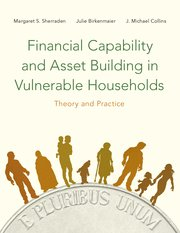 Margaret S. Sherraden Julie Birkenmaier J. Michael Collins
Financial Capability
and Asset Building in
Vulnerable Households
Theory and Practice
E PLURIBUS UNUM